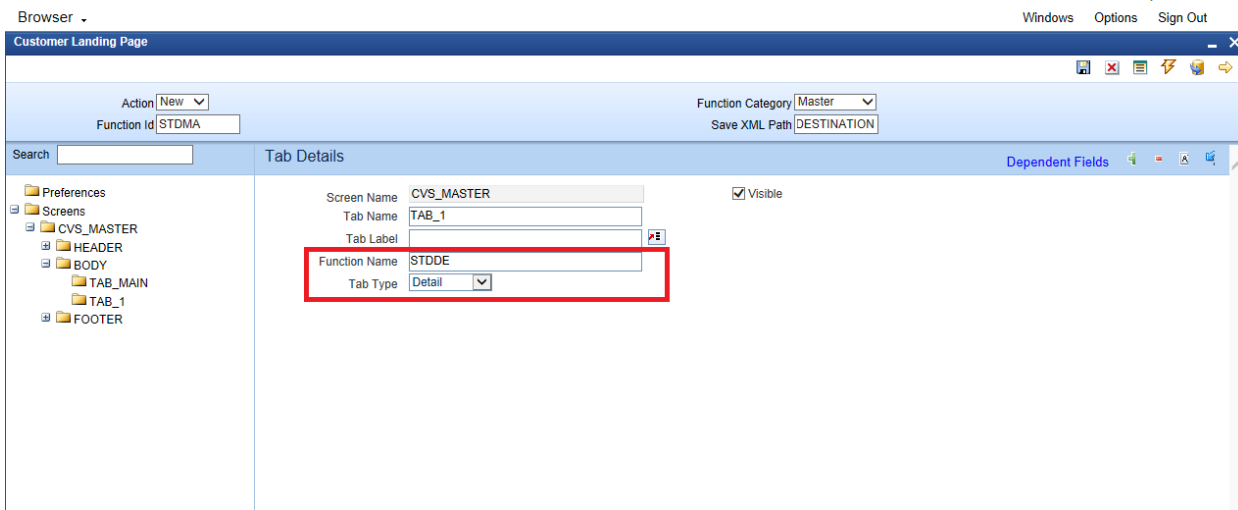 Browser
Windows Options Sign Out
Customer Landing Page
Action New
Function Category Master
Function Id STDMA
Save XML Path DESTINATION
Search
Tab Details
Dependent Fields
Preferences
Screens
CVS_MASTER
HEADER
BODY
TAB_MAIN
TAB_1
FOOTER
Screen Name CVS_MASTER
Visible
Tab Name TAB_1
Tab Label
Function Name STDDE
Tab Type Detail